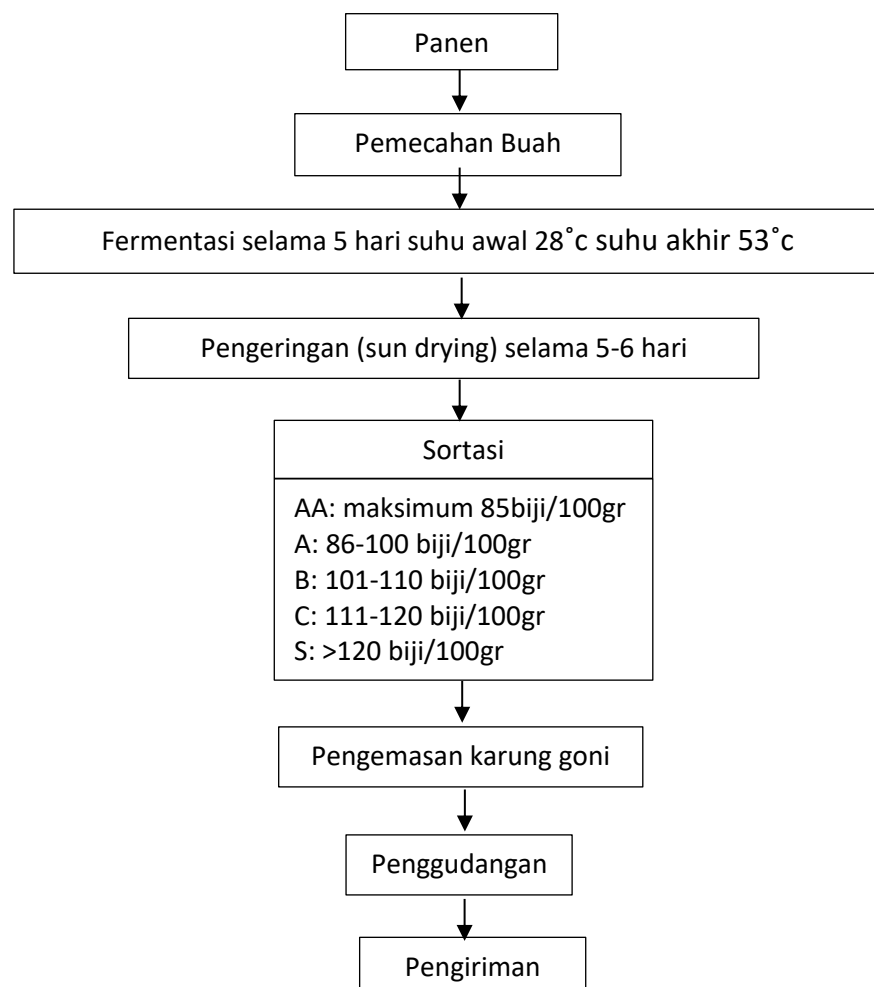 Panen
Pemecahan Buah
Fermentasi selama 5 hari suhu awal 28˚c suhu akhir 53˚c
Pengeringan (sun drying) selama 5-6 hari
Sortasi
AA: maksimum 85biji/100gr
A: 86-100 biji/100gr
B: 101-110 biji/100gr
C: 111-120 biji/100gr
S: >120 biji/100gr
Pengemasan karung goni
Penggudangan
Pengiriman